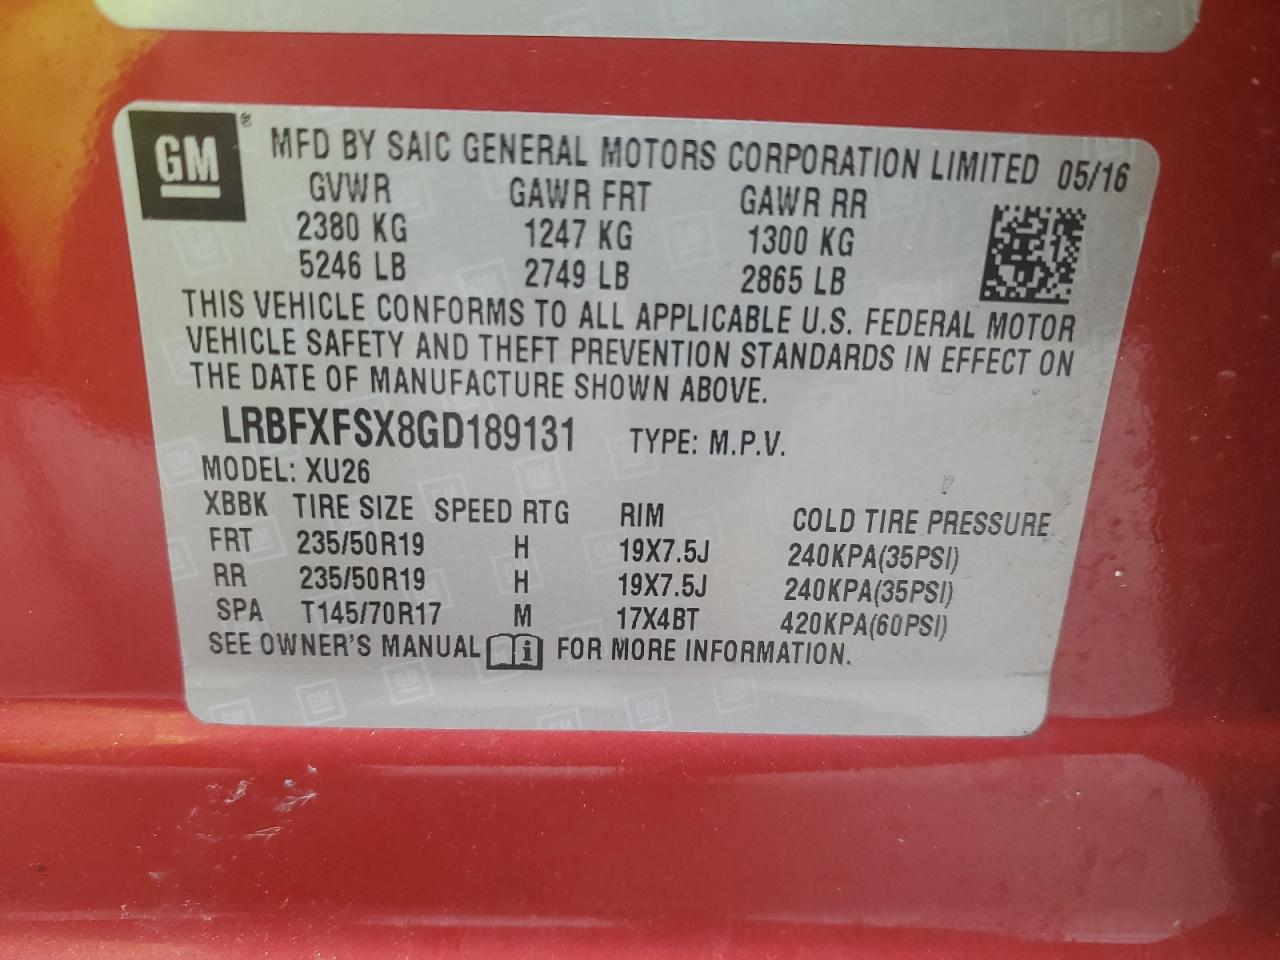 GM ® MFD BY SAIC GENERAL MOTORS CORPORATION LIMITED 05/16
GVWR GAWR FRT GAWR RR
2380 KG 1247 KG 1300 KG
5246 LB 2749 LB 2865 LB
THIS VEHICLE CONFORMS TO ALL APPLICABLE U.S. FEDERAL MOTOR
VEHICLE SAFETY AND THEFT PREVENTION STANDARDS IN EFFECT ON
THE DATE OF MANUFACTURE SHOWN ABOVE.
LRBFXFSX8GD189131 TYPE: M.P.V.
MODEL: XU26
XBBK TIRE SIZE SPEED RTG RIM COLD TIRE PRESSURE
FRT 235/50R19 H 19X7.5J 240KPA(35PSI)
RR 235/50R19 H 19X7.5J 240KPA(35PSI)
SPA T145/70R17 M 17X4BT 420KPA(60PSI)
SEE OWNER'S MANUAL i FOR MORE INFORMATION.